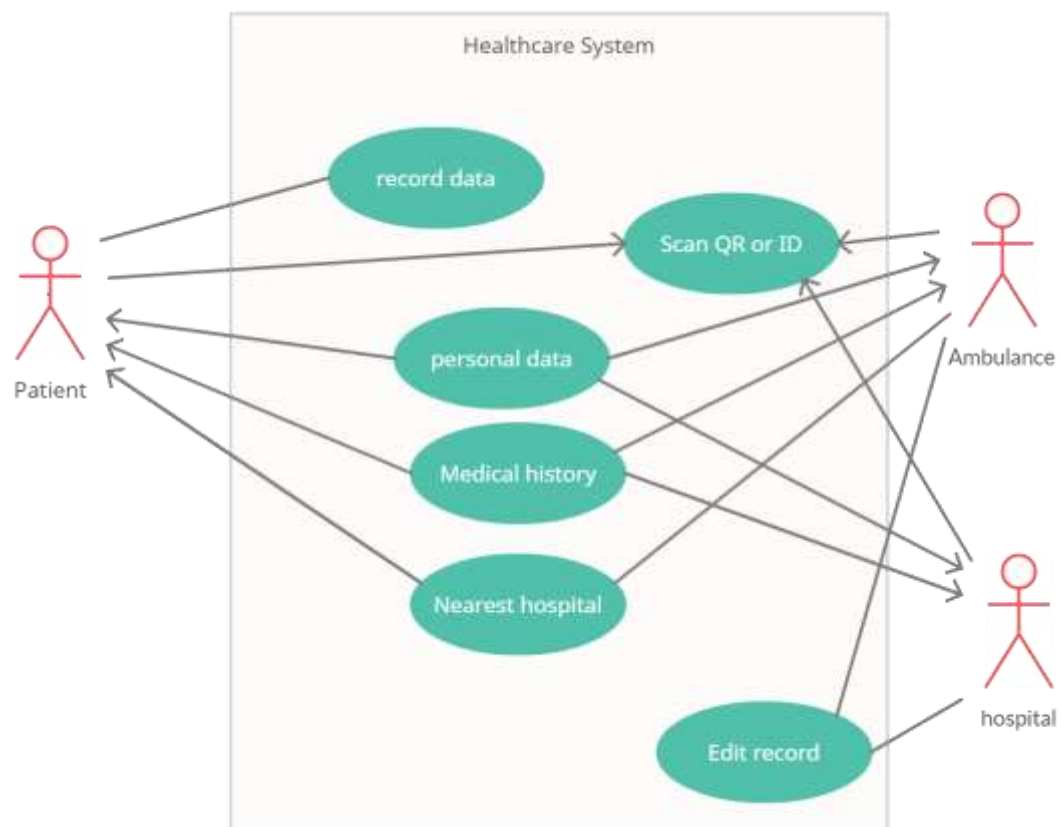 Healthcare System
record data
Scan QR or ID
personal data
Ambulance
Patient
Medical history
Nearest hospital
hospital
Edit record